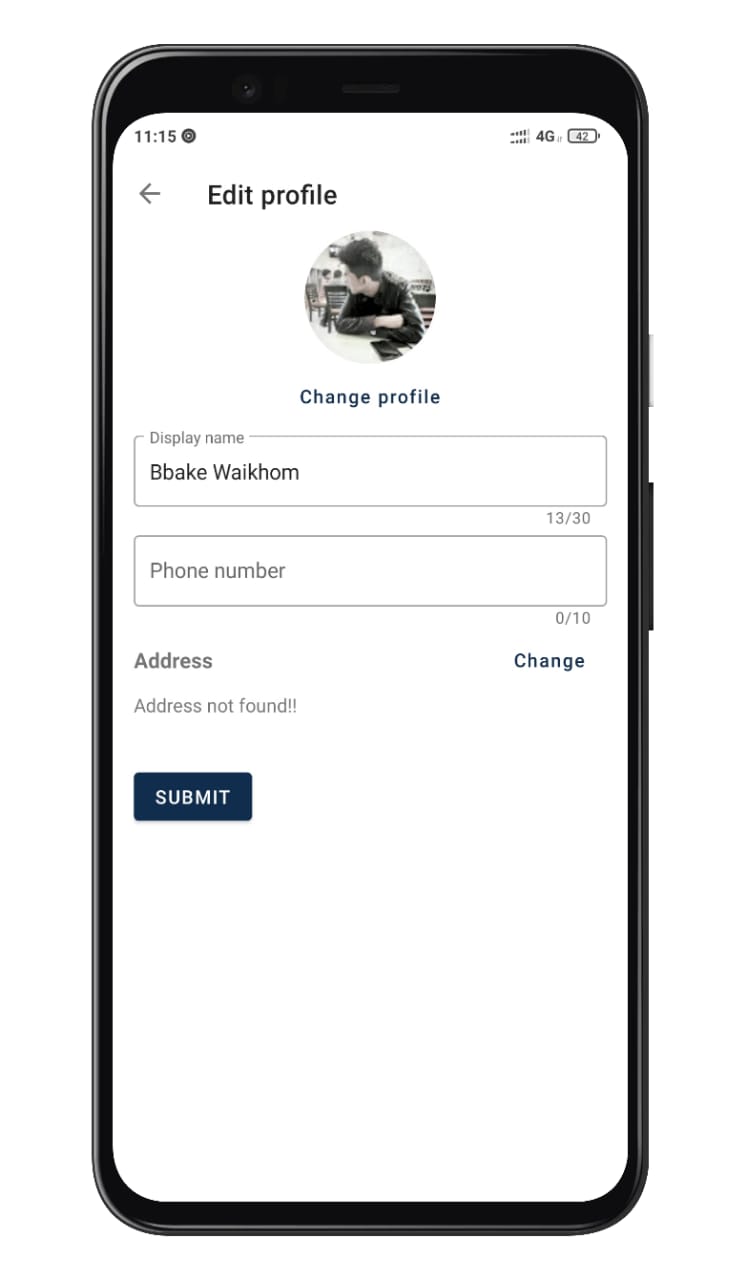 11:15 4G 42
Edit profile
Change profile
Display name
Bbake Waikhom
13/30
Phone number
0/10
Address Change
Address not found!!
SUBMIT